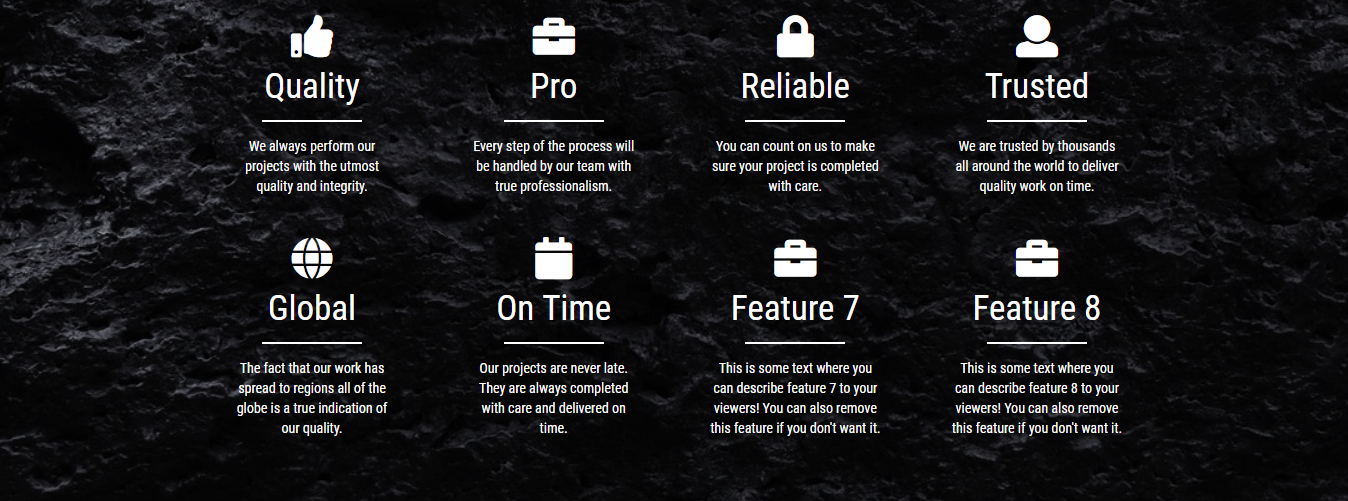 Quality
We always perform our
projects with the utmost
quality and integrity.
Pro
Every step of the process will
be handled by our team with
true professionalism.
Reliable
You can count on us to make
sure your project is completed
with care.
Trusted
We are trusted by thousands
all around the world to deliver
quality work on time.
Global
The fact that our work has
spread to regions all of the
globe is a true indication of
our quality.
On Time
Our projects are never late.
They are always completed
with care and delivered on
time.
Feature 7
This is some text where you
can describe feature 7 to your
viewers! You can also remove
this feature if you don't want it.
Feature 8
This is some text where you
can describe feature 8 to your
viewers! You can also remove
this feature if you don't want it.